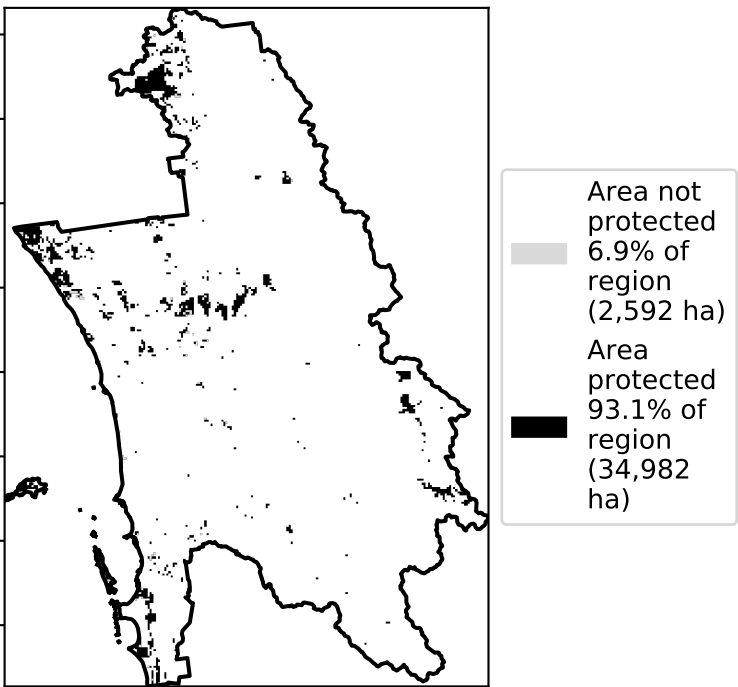 Area not
protected
6.9% of
region
(2,592 ha)
Area
protected
93.1% of
region
(34,982
ha)